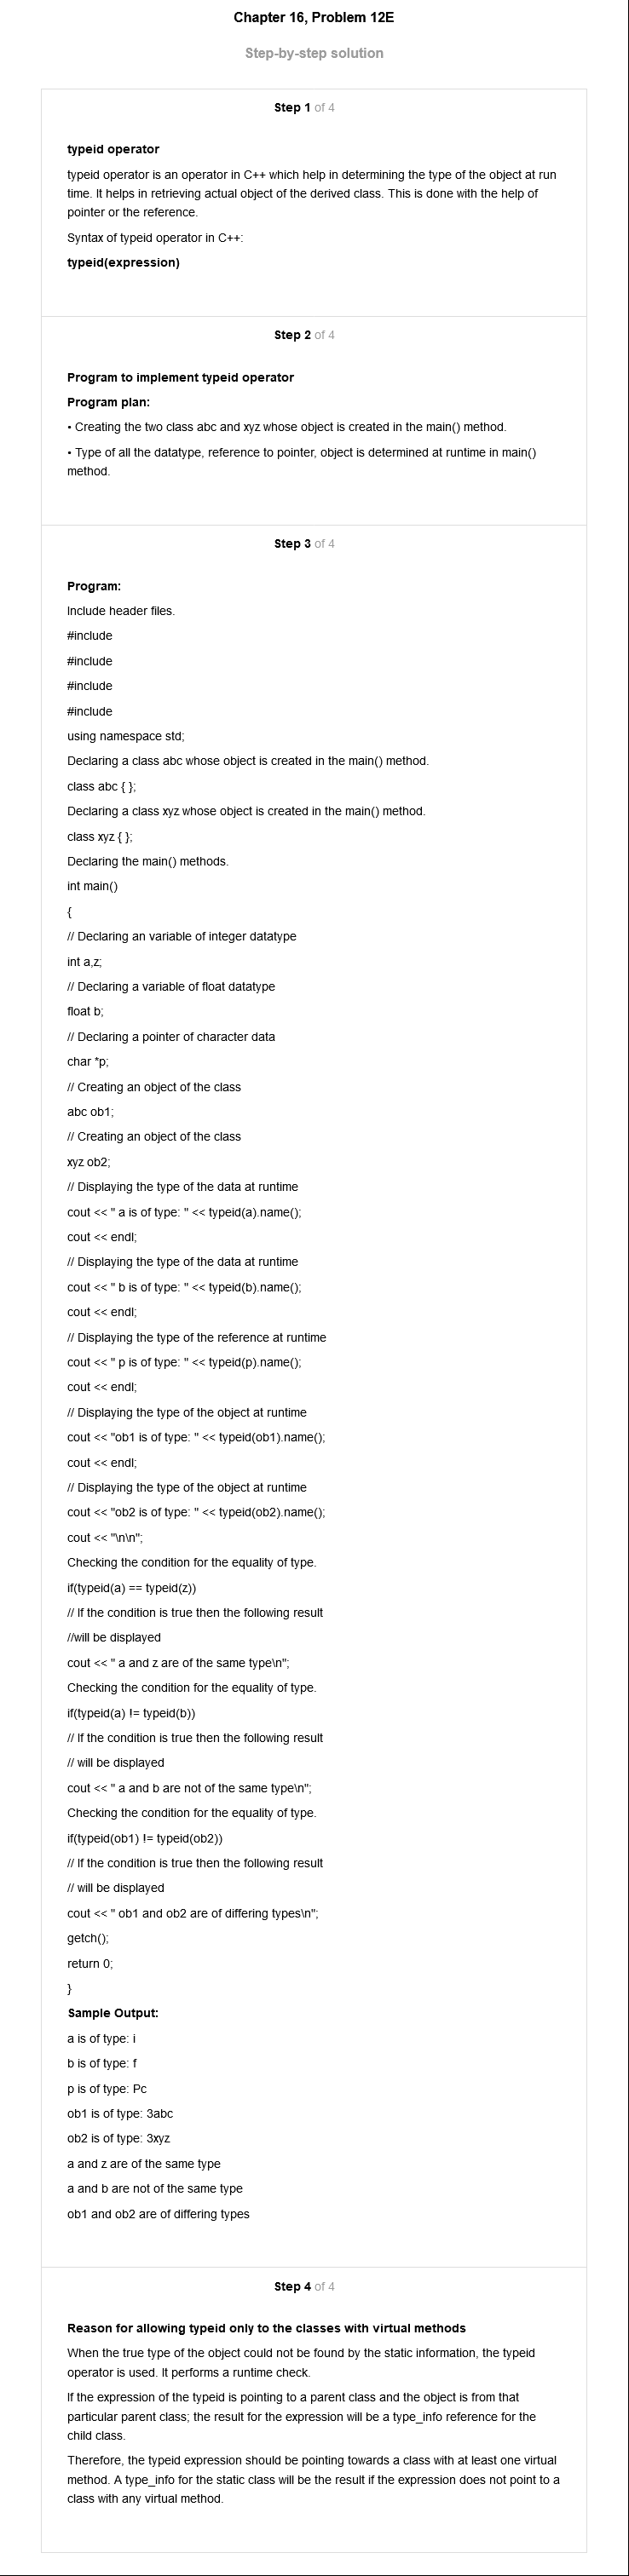 Chapter 16, Problem 12E
Step-by-step solution
Step 1 of 4
typeid operator
typeid operator is an operator in C++ which help in determining the type of the object at run
time. It helps in retrieving actual object of the derived class. This is done with the help of
pointer or the reference.
Syntax of typeid operator in C++:
typeid(expression)
Step 2 of 4
Program to implement typeid operator
Program plan:
• Creating the two class abc and xyz whose object is created in the main() method.
• Type of all the datatype, reference to pointer, object is determined at runtime in main()
method.
Step 3 of 4
Program:
Include header files.
#include
#include
#include
#include
using namespace std;
Declaring a class abc whose object is created in the main() method.
class abc { };
Declaring a class xyz whose object is created in the main() method.
class xyz { };
Declaring the main() methods.
int main()
{
// Declaring an variable of integer datatype
int a,z;
// Declaring a variable of float datatype
float b;
// Declaring a pointer of character data
char *p;
// Creating an object of the class
abc ob1;
// Creating an object of the class
xyz ob2;
// Displaying the type of the data at runtime
cout << " a is of type: " << typeid(a).name();
cout << endl;
// Displaying the type of the data at runtime
cout << " b is of type: " << typeid(b).name();
cout << endl;
// Displaying the type of the reference at runtime
cout << " p is of type: " << typeid(p).name();
cout << endl;
// Displaying the type of the object at runtime
cout << "ob1 is of type: " << typeid(ob1).name();
cout << endl;
// Displaying the type of the object at runtime
cout << "ob2 is of type: " << typeid(ob2).name();
cout << "\n\n";
Checking the condition for the equality of type.
if(typeid(a) == typeid(z))
// If the condition is true then the following result
//will be displayed
cout << " a and z are of the same type\n";
Checking the condition for the equality of type.
if(typeid(a) != typeid(b))
// If the condition is true then the following result
// will be displayed
cout << " a and b are not of the same type\n";
Checking the condition for the equality of type.
if(typeid(ob1) != typeid(ob2))
// If the condition is true then the following result
// will be displayed
cout << " ob1 and ob2 are of differing types\n";
getch();
return 0;
}
Sample Output:
a is of type: i
b is of type: f
p is of type: Pc
ob1 is of type: 3abc
ob2 is of type: 3xyz
a and z are of the same type
a and b are not of the same type
ob1 and ob2 are of differing types
Step 4 of 4
Reason for allowing typeid only to the classes with virtual methods
When the true type of the object could not be found by the static information, the typeid
operator is used. It performs a runtime check.
If the expression of the typeid is pointing to a parent class and the object is from that
particular parent class; the result for the expression will be a type_info reference for the
child class.
Therefore, the typeid expression should be pointing towards a class with at least one virtual
method. A type_info for the static class will be the result if the expression does not point to a
class with any virtual method.